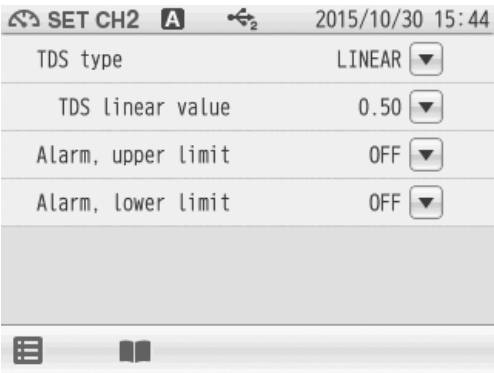 SET CH2 A 2 2015/10/30 15:44
TDS type LINEAR
TDS linear value 0.50
Alarm, upper limit OFF
Alarm, lower limit OFF